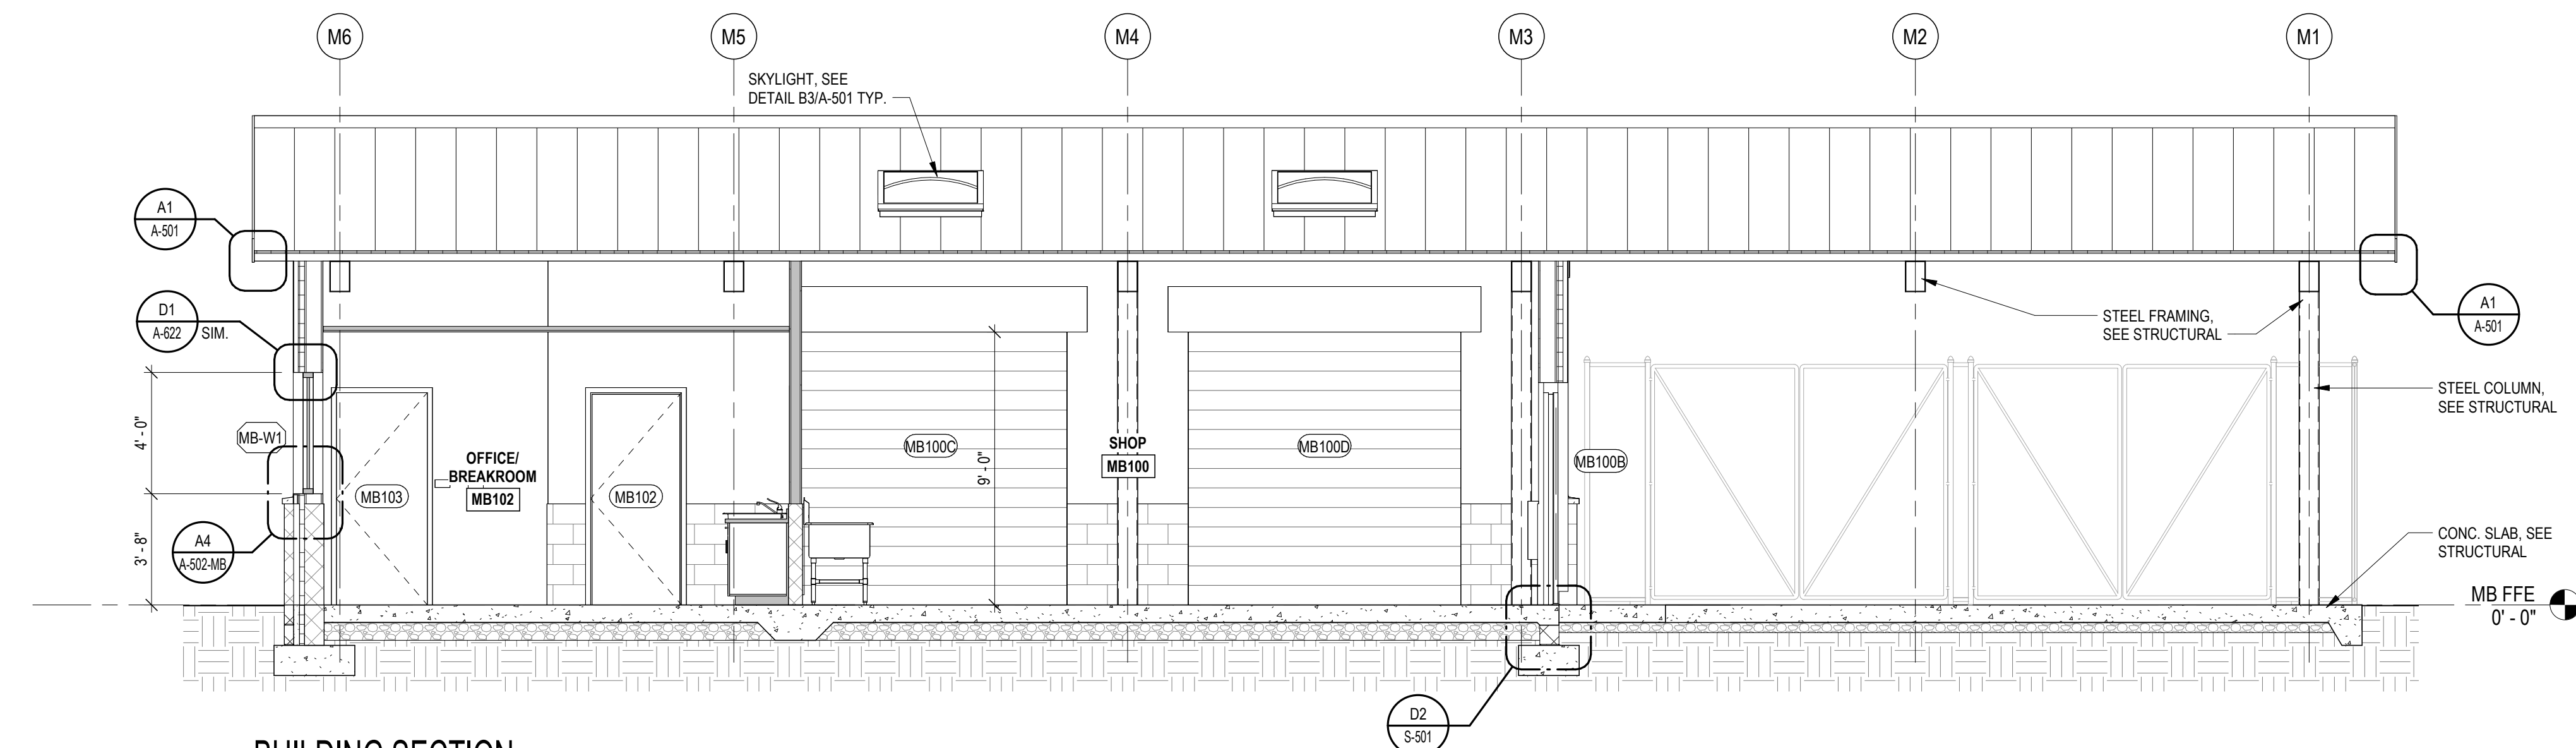 M6
M5
M4
M3
M2
M1
SKYLIGHT, SEE
DETAIL B3/A-501 TYP.
A1
A-501
D1
A-622
SIM.
STEEL FRAMING,
SEE STRUCTURAL
A1
A-501
STEEL COLUMN,
SEE STRUCTURAL
4' - 0"
MB-W1
OFFICE/
BREAKROOM
MB102
MB103
MB102
MB100C
9' - 0"
SHOP
MB100
MB100D
MB100B
3' - 8"
A4
A-502-MB
CONC. SLAB, SEE
STRUCTURAL
MB FFE
0' - 0"
D2
S-501
BUILDING SECTION